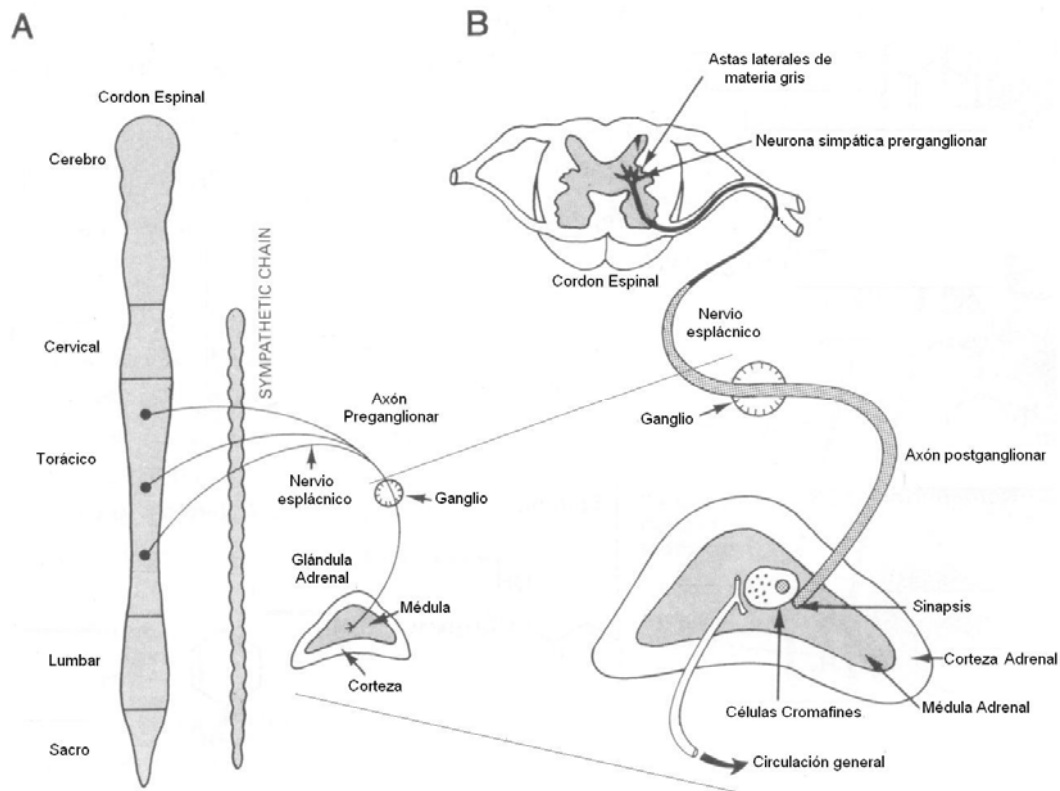 A
Cordon Espinal
Cerebro
Cervical
Torácico
Lumbar
Sacro
SYMPATHETIC CHAIN
Axón
Preganglionar
Nervio
esplácnico
Ganglio
Glándula
Adrenal
Médula
Corteza
B
Astas laterales de
materia gris
Neurona simpática prerganglionar
Cordon Espinal
Nervio
esplácnico
Ganglio
Axón postganglionar
Sinapsis
Corteza Adrenal
Médula Adrenal
Células Cromafines
Circulación general